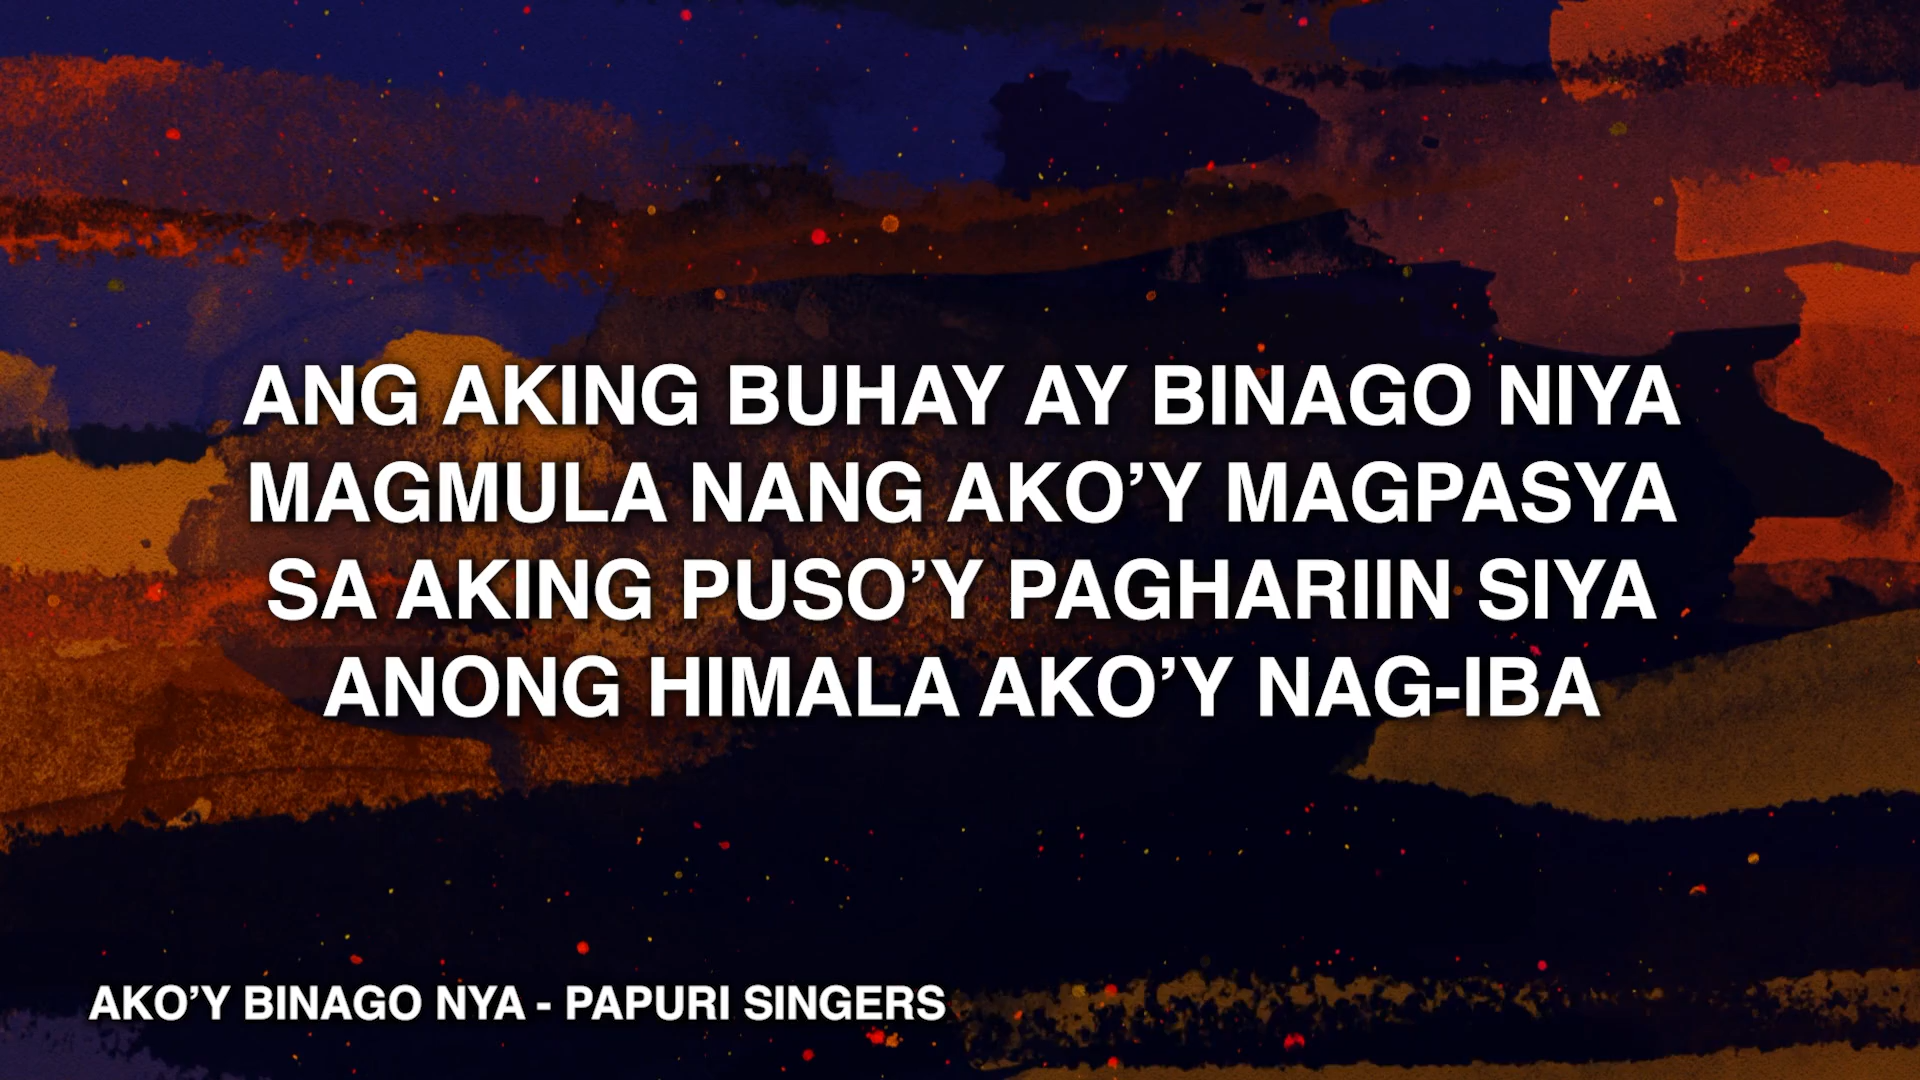 ANG AKING BUHAY AY BINAGO NIYA
MAGMULA NANG AKO’Y MAGPASYA
SA AKING PUSO’Y PAGHARIIN SIYA
ANONG HIMALA AKO’Y NAG-IBA
AKO’Y BINAGO NYA - PAPURI SINGERS